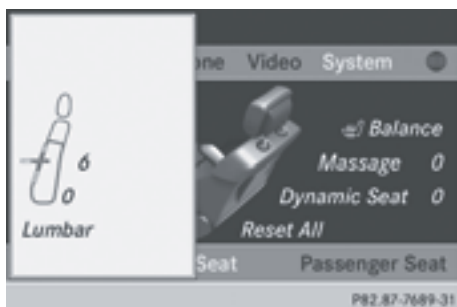 one Video System
Balance
6 Massage 0
0 Dynamic Seat 0
Lumbar Reset All
Seat Passenger Seat
P82.87-7689-31